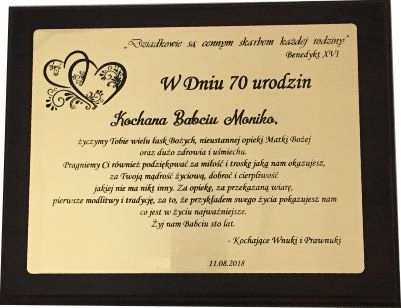 „Dziadkowie są cennym skarbem każdej rodziny"
Benedykt XVI
W Dniu 70 urodzin
Kochana Babciu Moniko,
życzymy Tobie wielu łask Bożych, nieustannej opieki Matki Bożej
oraz dużo zdrowia i uśmiechu.
Pragniemy Ci również podziękować za miłość i troskę jaką nam okazujesz,
za Twoją mądrość życiową, dobroć i cierpliwość
jakiej nie ma nikt inny. Za opiekę, za przekazaną wiarę,
pierwsze modlitwy i tradycję, za to, że przykładem swego życia pokazujesz nam
co jest w życiu najważniejsze.
Żyj nam Babciu sto lat.
- Kochające Wnuki i Prawnuki
11.08.2018